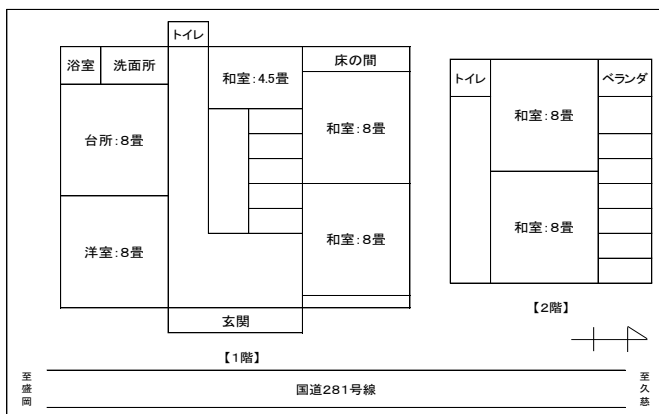 トイレ
浴室
洗面所
和室:4.5畳
床の間
台所:8畳
和室:8畳
洋室:8畳
和室:8畳
玄関
【1階】
トイレ
ベランダ
和室:8畳
和室:8畳
【2階】
至盛岡
国道281号線
至久慈